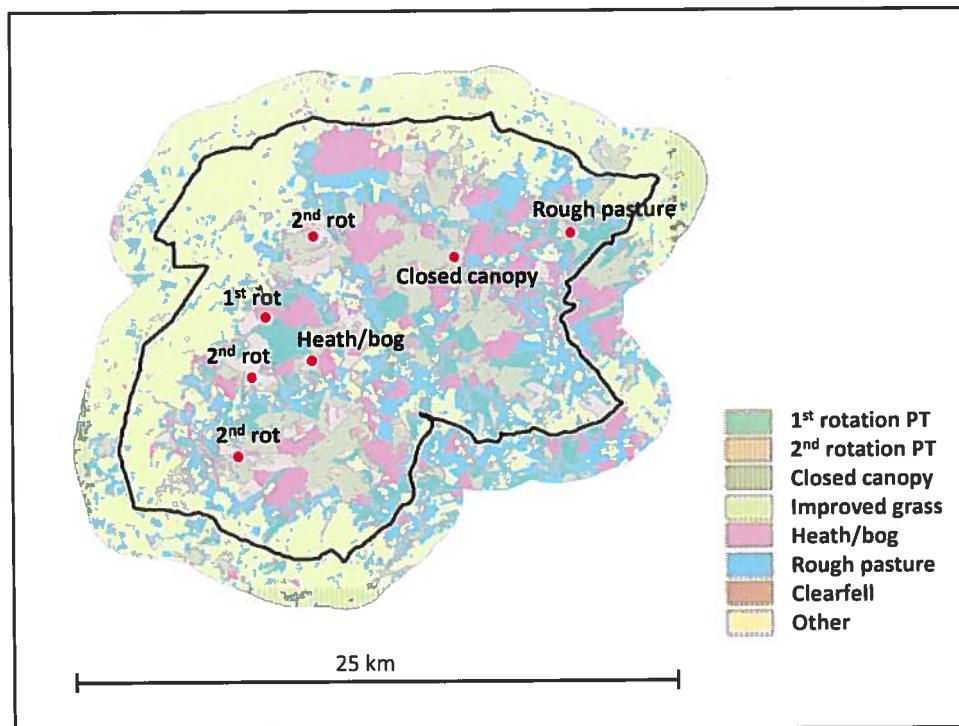 2nd rot
Rough pasture
Closed canopy
1st rot
Heath/bog
2nd rot
2nd rot
1st rotation PT
2nd rotation PT
Closed canopy
Improved grass
Heath/bog
Rough pasture
Clearfell
Other
25 km